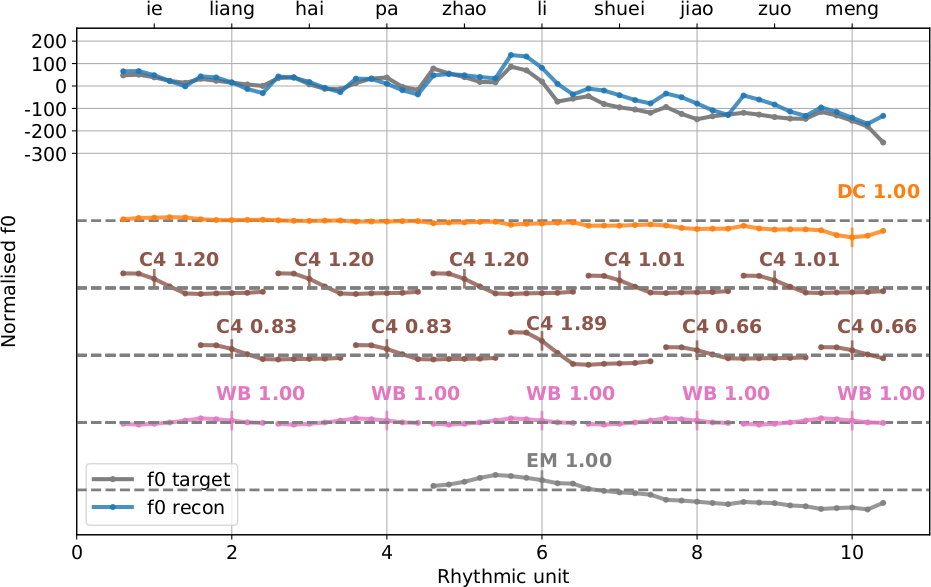 ie liang hai pa zhao li shuei jiao zuo meng
200
100
0
-100
-200
-300
Normalised f0
DC 1.00
C4 1.20 C4 1.20 C4 1.20 C4 1.01 C4 1.01
C4 0.83 C4 0.83 C4 1.89 C4 0.66 C4 0.66
WB 1.00 WB 1.00 WB 1.00 WB 1.00 WB 1.00
EM 1.00
f0 target
f0 recon
0 2 4 6 8 10
Rhythmic unit